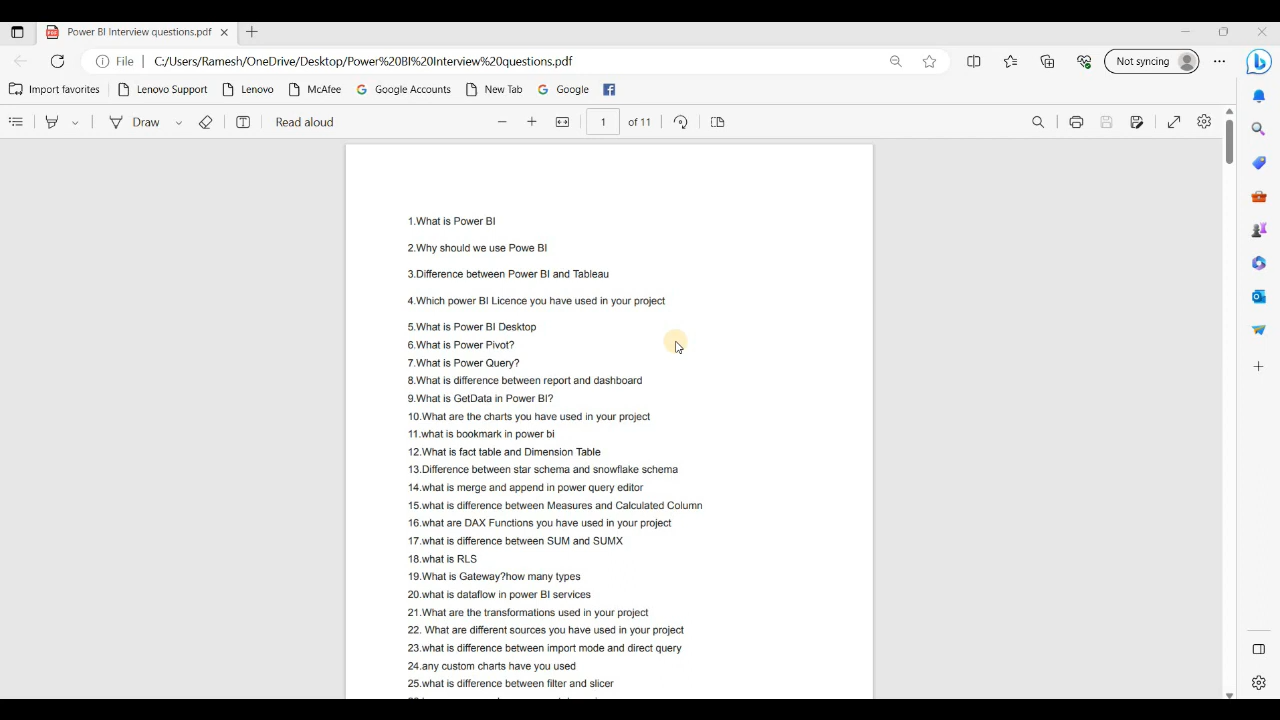 Power BI Interview questions.pdf
File
C:/Users/Ramesh/OneDrive/Desktop/Power%20BI%20Interview%20questions.pdf
Not syncing
Import favorites
Lenovo Support
Lenovo
McAfee
Google Accounts
New Tab
Google
Draw
Read aloud
1
of 11
1.What is Power BI
2.Why should we use Powe BI
3.Difference between Power BI and Tableau
4.Which power BI Licence you have used in your project
5.What is Power BI Desktop
6.What is Power Pivot?
7.What is Power Query?
8.What is difference between report and dashboard
9.What is GetData in Power BI?
10.What are the charts you have used in your project
11.what is bookmark in power bi
12.What is fact table and Dimension Table
13.Difference between star schema and snowflake schema
14.what is merge and append in power query editor
15.what is difference between Measures and Calculated Column
16.what are DAX Functions you have used in your project
17.what is difference between SUM and SUMX
18.what is RLS
19.What is Gateway?how many types
20.what is dataflow in power BI services
21.What are the transformations used in your project
22. What are different sources you have used in your project
23.what is difference between import mode and direct query
24.any custom charts have you used
25.what is difference between filter and slicer